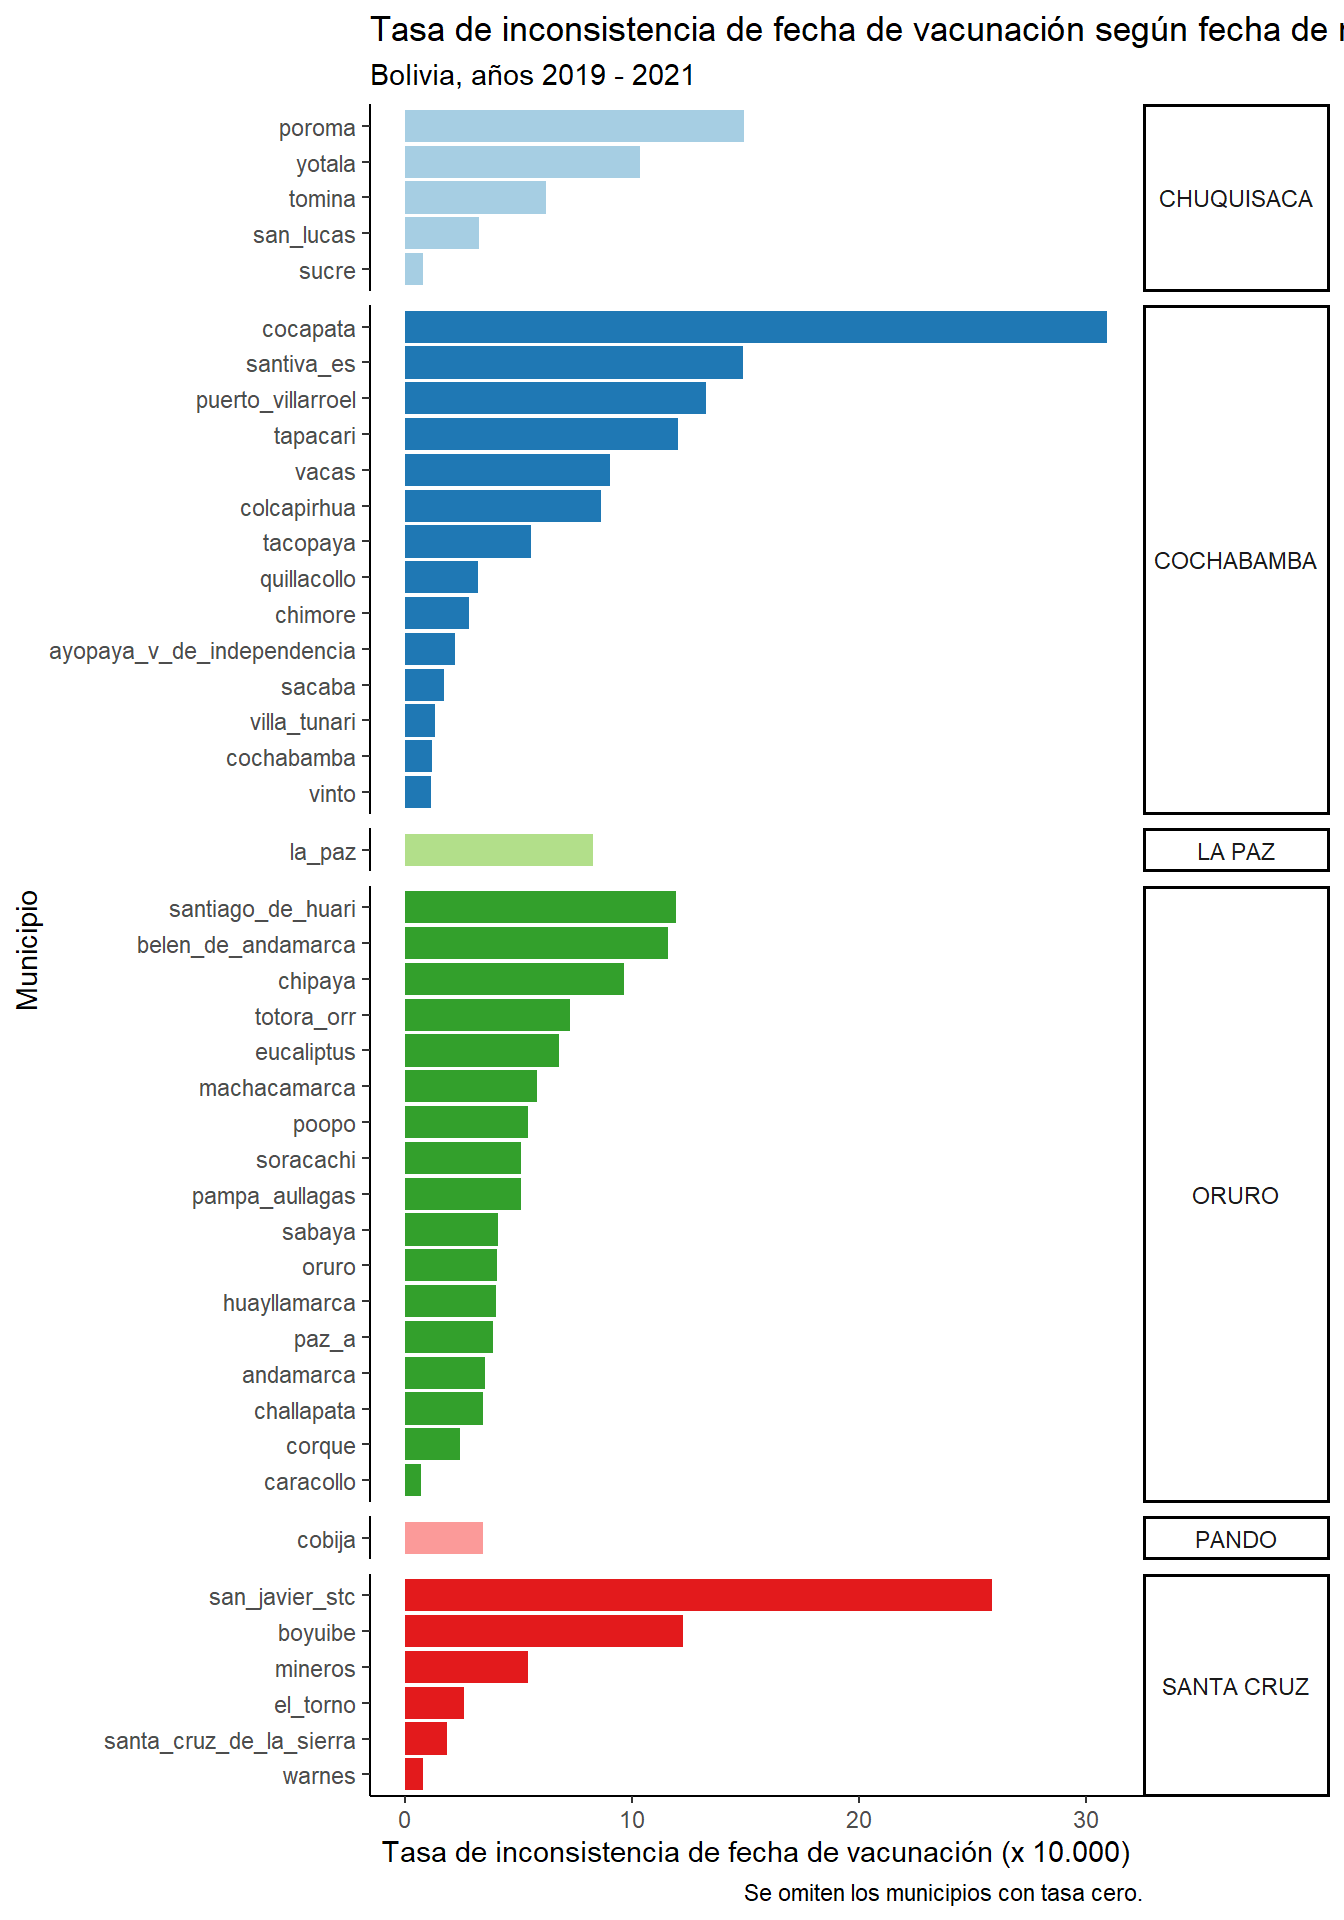 Tasa de inconsistencia de fecha de vacunación según fecha de
Bolivia, años 2019 - 2021
poroma
yotala
tomina
san_lucas
sucre
CHUQUISACA
cocapata
santiva_es
puerto_villarroel
tapacari
vacas
colcapirhua
tacopaya
quillacollo
chimore
ayopaya_v_de_independencia
sacaba
villa_tunari
cochabamba
vinto
COCHABAMBA
la_paz
LA PAZ
Municipio
santiago_de_huari
belen_de_andamarca
chipaya
totora_orr
eucaliptus
machacamarca
poopo
soracachi
pampa_aullagas
sabaya
oruro
huayllamarca
paz_a
andamarca
challapata
corque
caracollo
ORURO
cobija
PANDO
san_javier_stc
boyuibe
mineros
el_torno
santa_cruz_de_la_sierra
warnes
SANTA CRUZ
0 10 20 30
Tasa de inconsistencia de fecha de vacunación (x 10.000)
Se omiten los municipios con tasa cero.